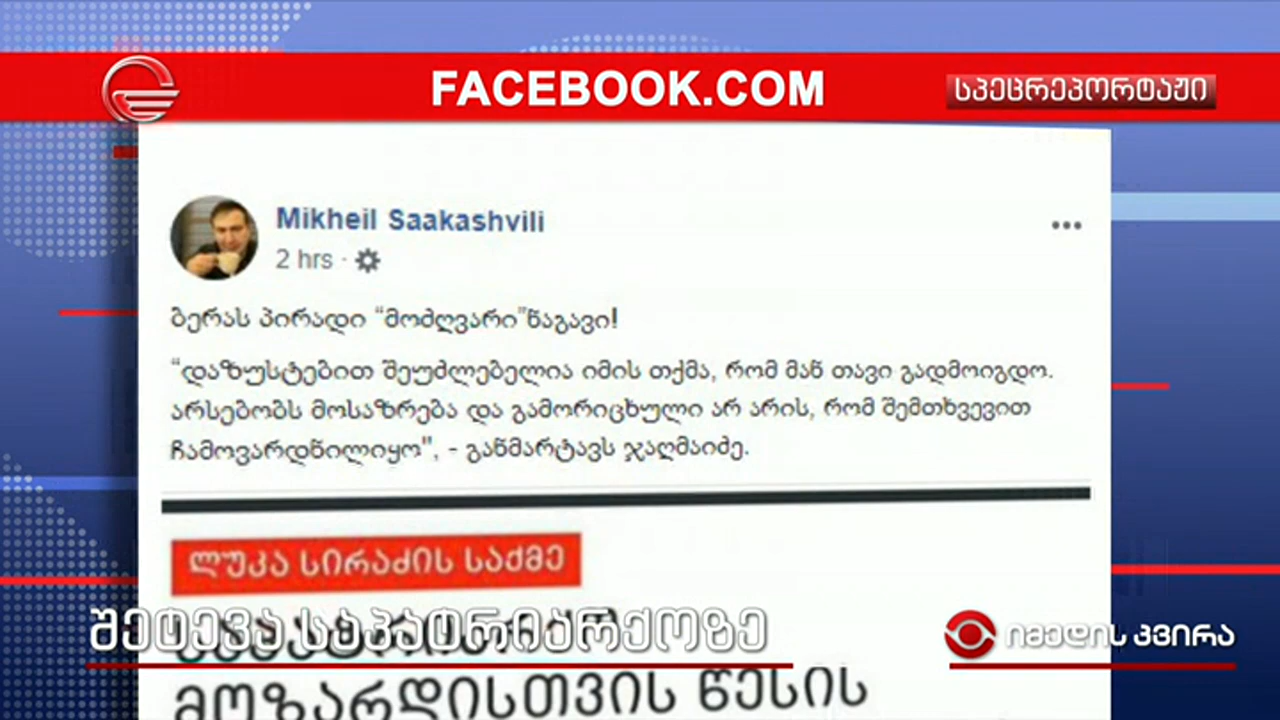 FACEBOOK.COM
სპეცრეპორტაჟი
Mikheil Saakashvili
2 hrs ·
ბერას პირადი “მოძღვარი”წაგავი!
“დაზუსტებით შეუძლებელია იმის თქმა, რომ მან თავი გადმოიგდო.
არსებობს მოსაზრება და გამორიცხული არ არის, რომ შემთხვევით
ჩამოვარდნილიყო", - განმარტავს ჯაღმაიძე.
ლუკა სირაძის საქმე
შეტევა საპატრიარქოზე
იმედის კვირა
მოზარდისთვის წესის